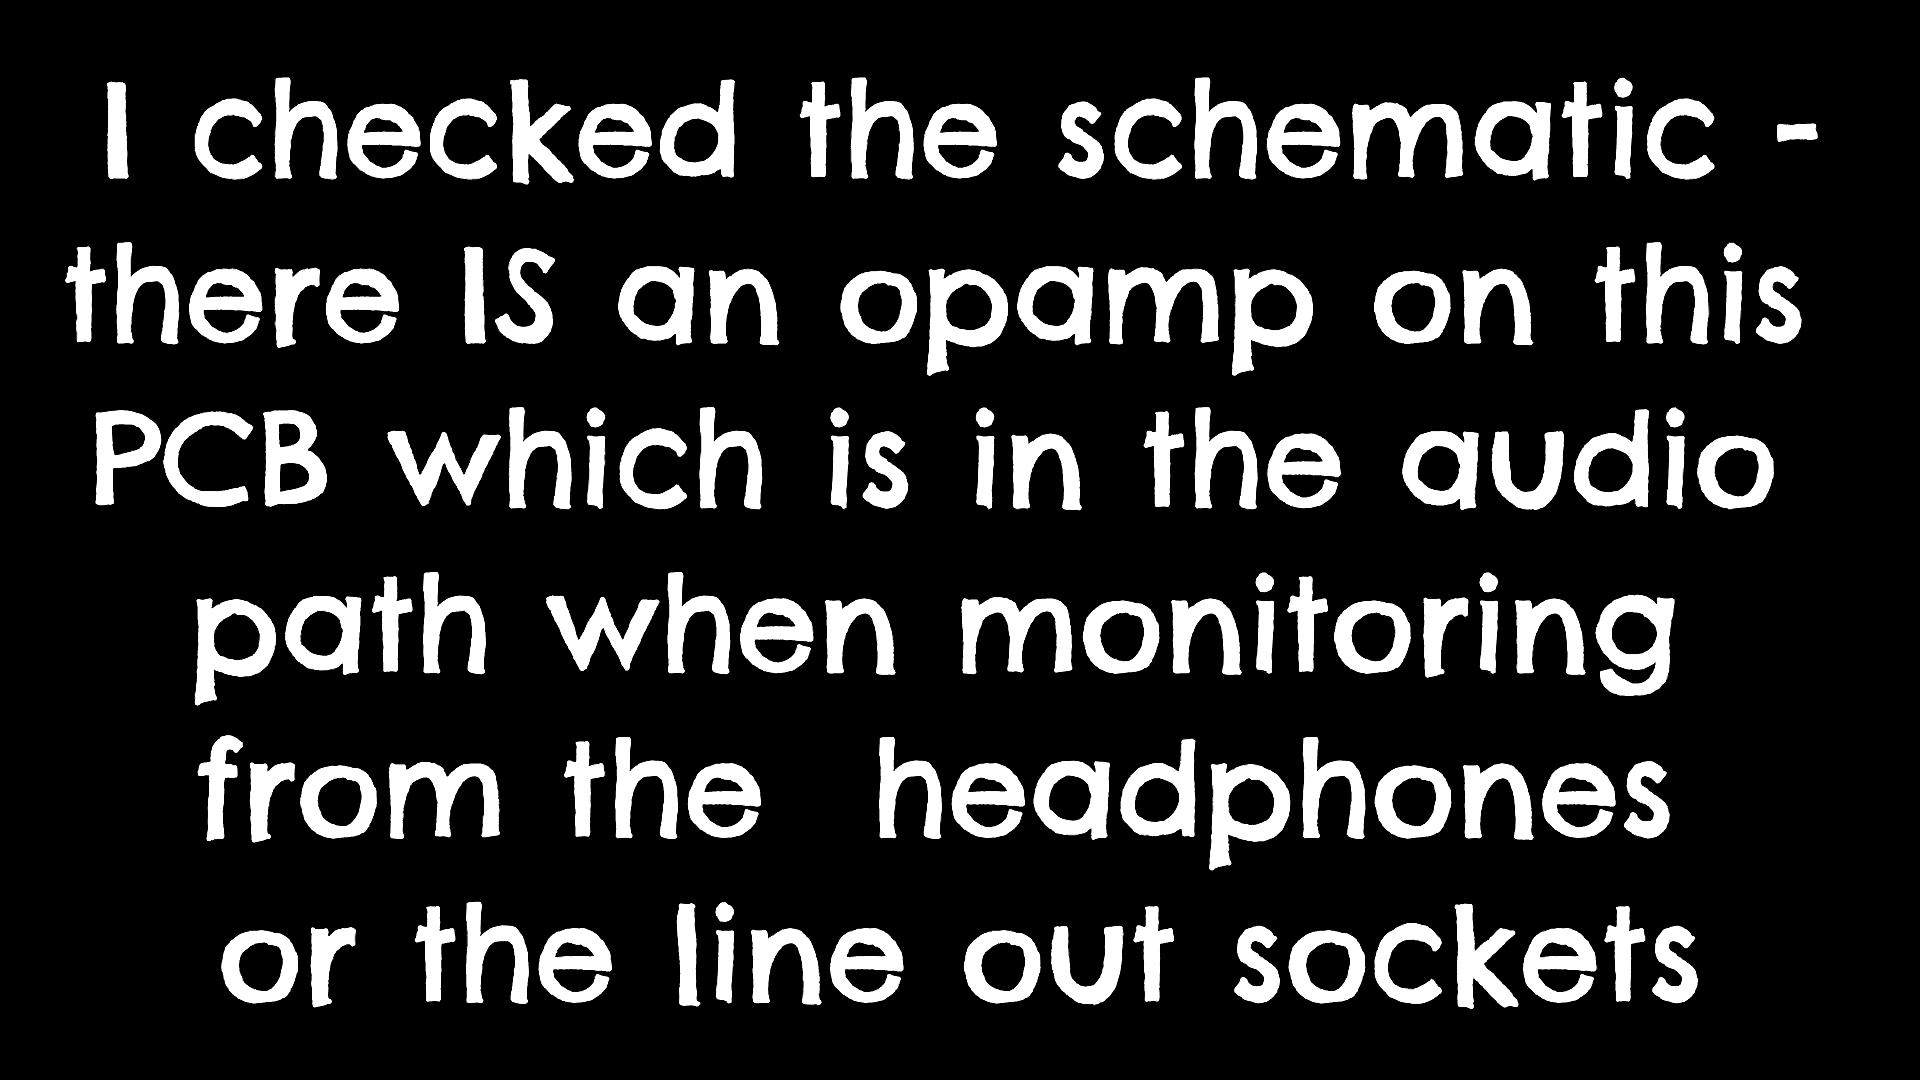 I checked the schematic -
there IS an opamp on this
PCB which is in the audio
path when monitoring
from the headphones
or the line out sockets